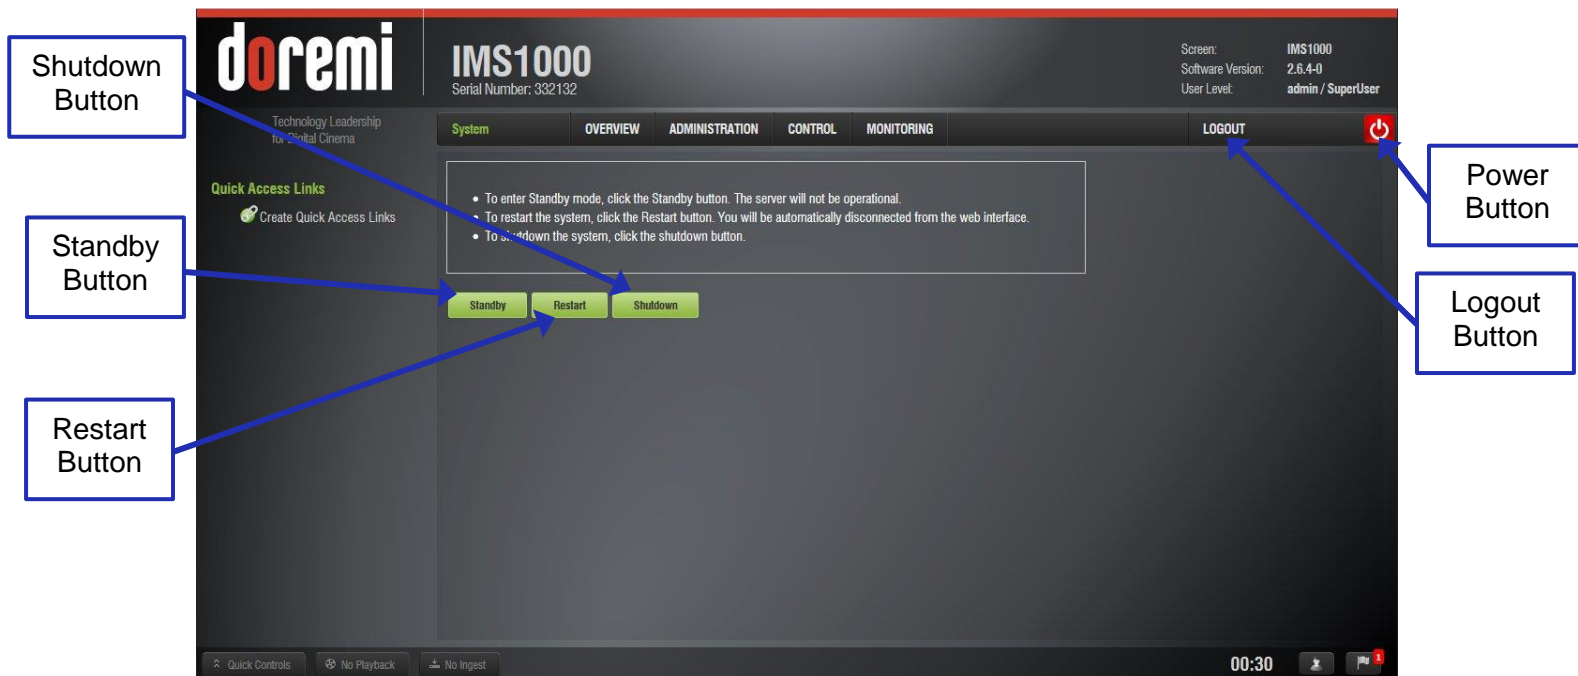 Shutdown
Button
Standby
Button
Restart
Button
Power
Button
Logout
Button
doremi
Technology Leadership
for Digital Cinema
IMS1000
Serial Number: 332132
Screen: IMS1000
Software Version: 2.6.4-0
User Level: admin / SuperUser
System OVERVIEW ADMINISTRATION CONTROL MONITORING LOGOUT
Quick Access Links
Create Quick Access Links
• To enter Standby mode, click the Standby button. The server will not be operational.
• To restart the system, click the Restart button. You will be automatically disconnected from the web interface.
• To shutdown the system, click the shutdown button.
Standby Restart Shutdown
Quick Controls No Playback No Ingest 00:30 1